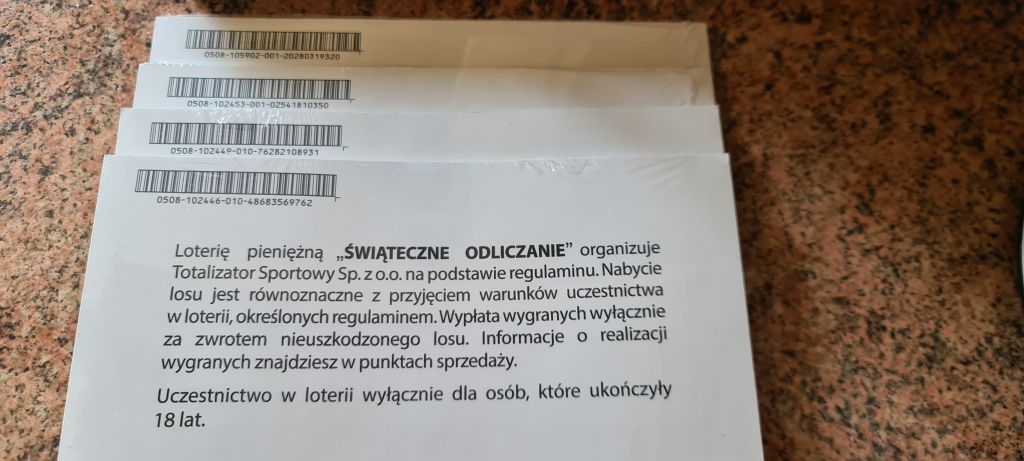 0508-105902-001-20280319320
0508-102453-001-02541810350
0508-102449-010-76282108931
0508-102446-010-48683569762
Loterię pieniężną „ŚWIĄTECZNE ODLICZANIE” organizuje
Totalizator Sportowy Sp. z o.o. na podstawie regulaminu. Nabycie
losu jest równoznaczne z przyjęciem warunków uczestnictwa
w loterii, określonych regulaminem. Wypłata wygranych wyłącznie
za zwrotem nieuszkodzonego losu. Informacje o realizacji
wygranych znajdziesz w punktach sprzedaży.
Uczestnictwo w loterii wyłącznie dla osób, które ukończyły
18 lat.